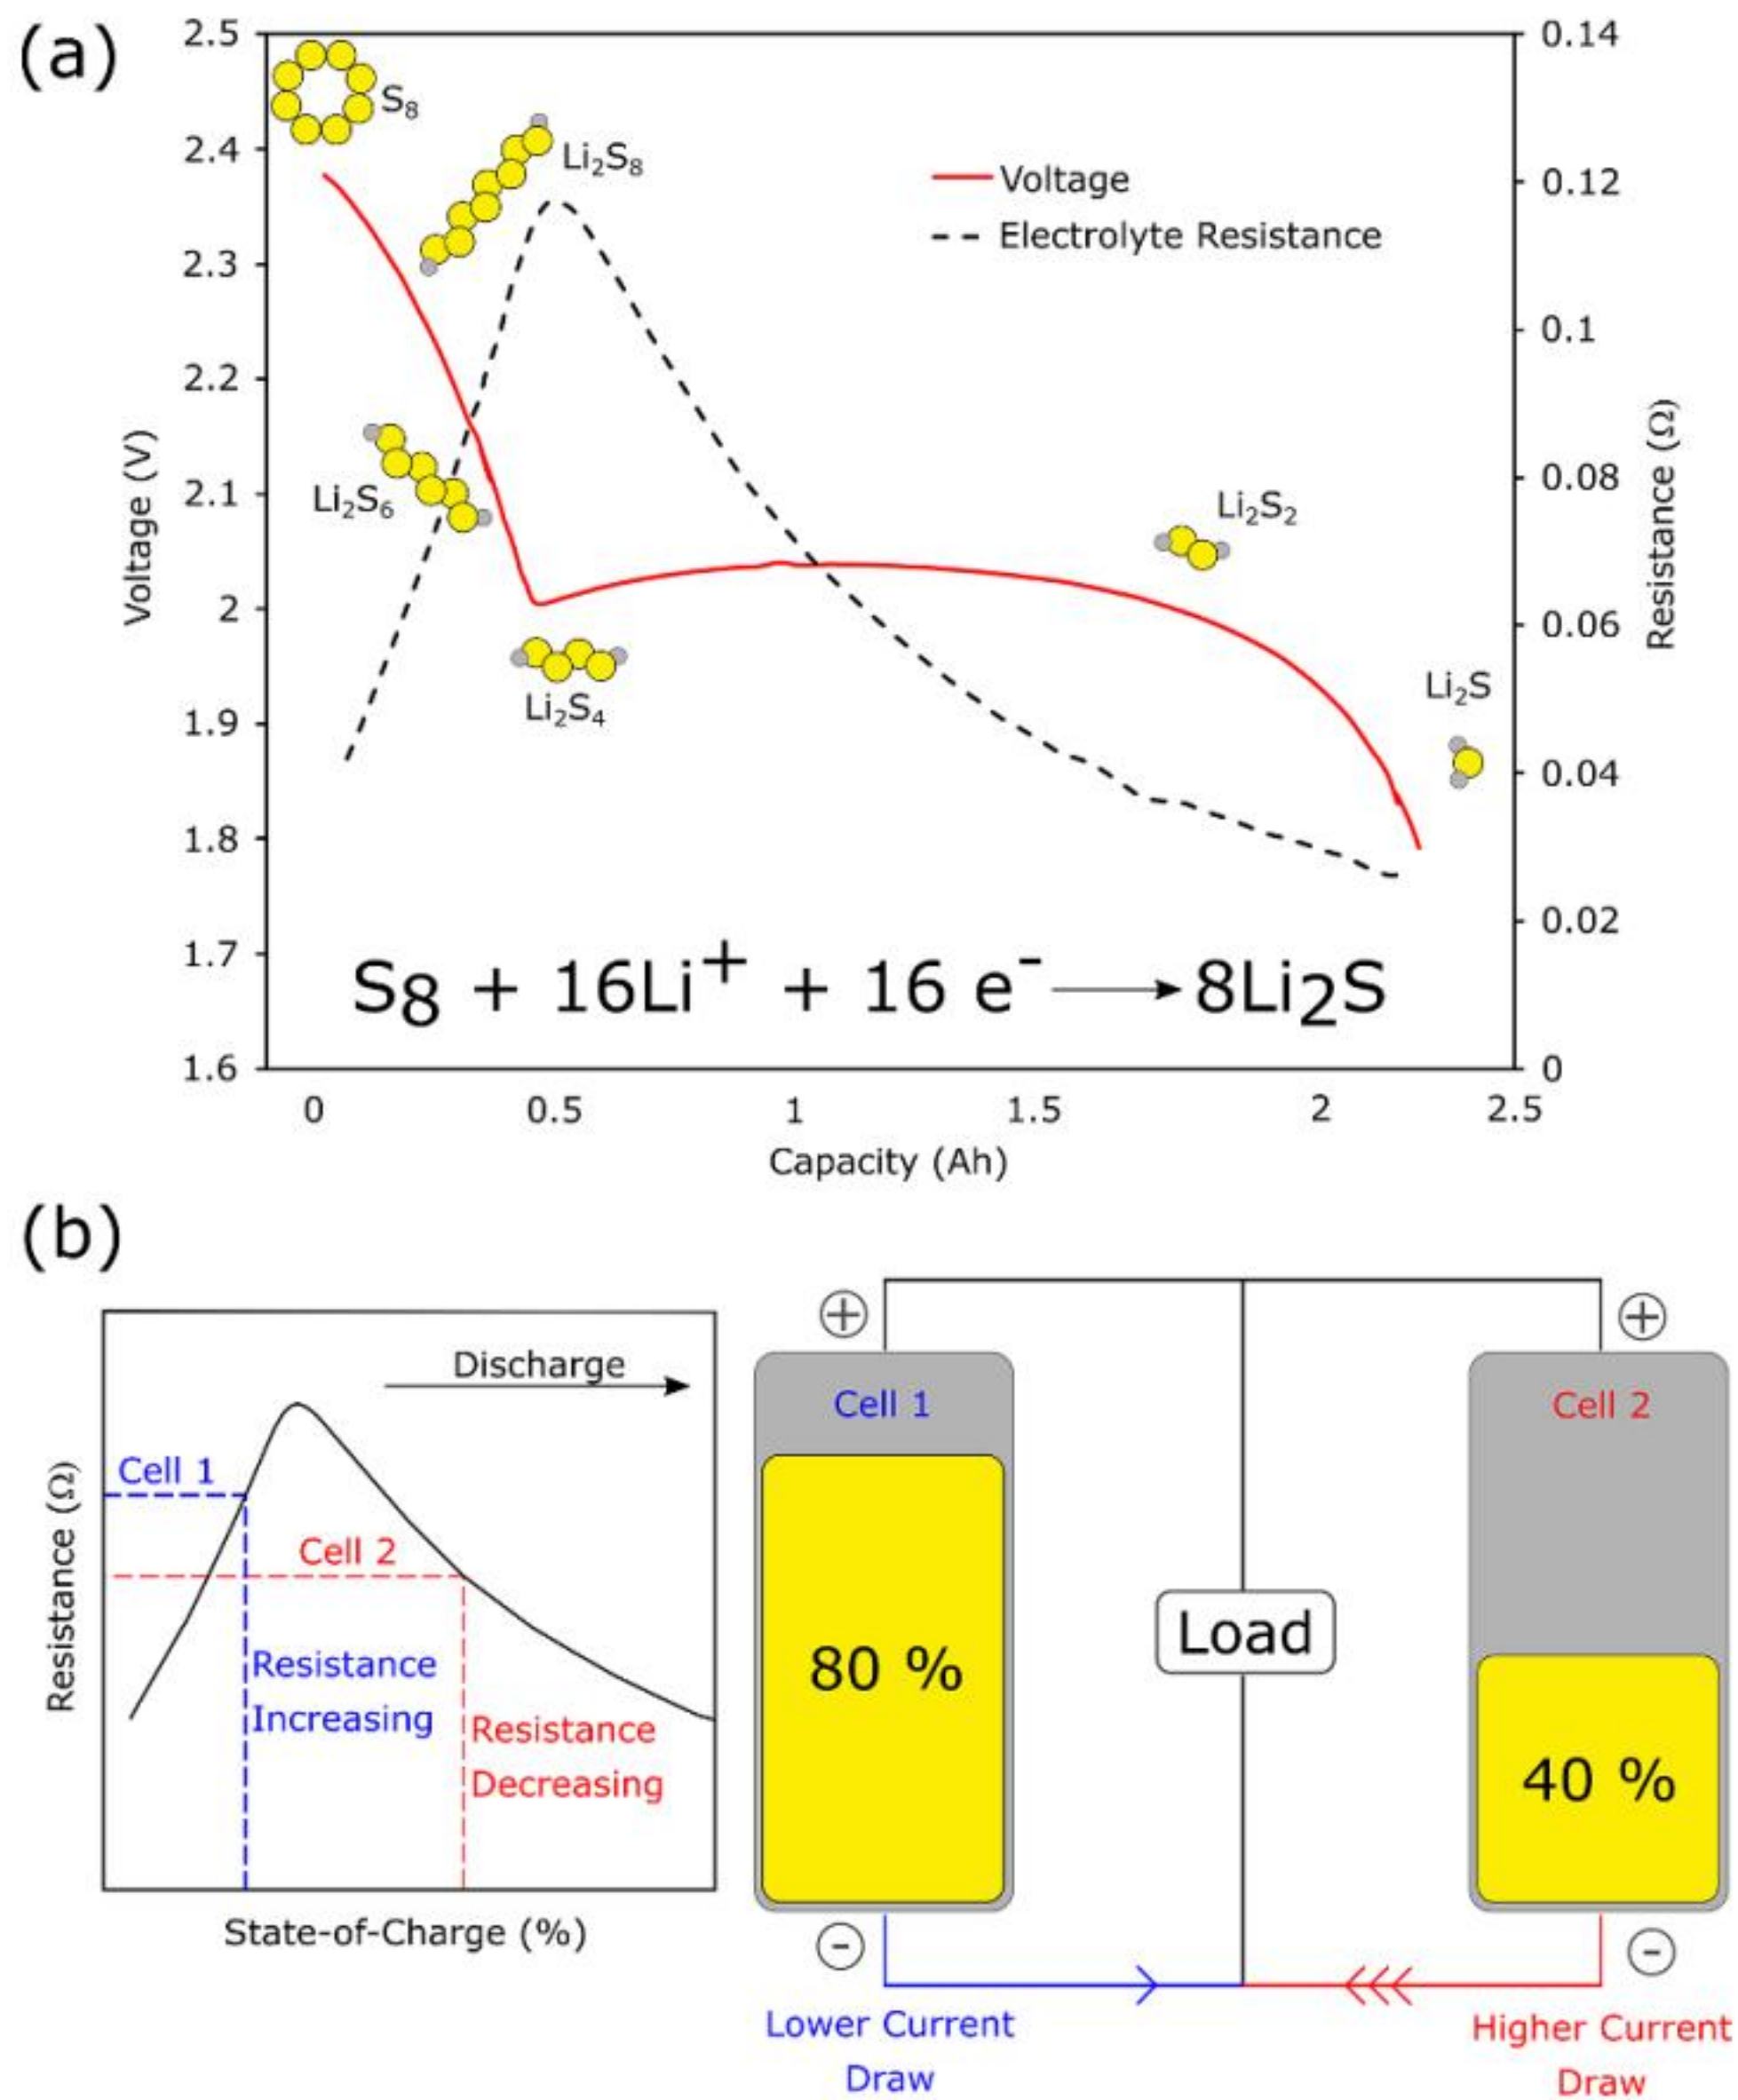 (a)
2.5
2.4
2.3
2.2
2.1
2
1.9
1.8
1.7
1.6
Voltage (V)
S₈
Li₂S₈
Li₂S₆
Li₂S₄
Li₂S₂
Li₂S
Voltage
Electrolyte Resistance
0.14
0.12
0.1
0.08
0.06
0.04
0.02
0
Resistance (Ω)
S₈ + 16Li⁺ + 16 e⁻ → 8Li₂S
0 0.5 1 1.5 2 2.5
Capacity (Ah)
(b)
Discharge
Cell 1
Cell 2
Resistance
Increasing
Resistance
Decreasing
Resistance (Ω)
State-of-Charge (%)
+
Cell 1
80 %
-
Load
+
Cell 2
40 %
-
Lower Current
Draw
Higher Current
Draw